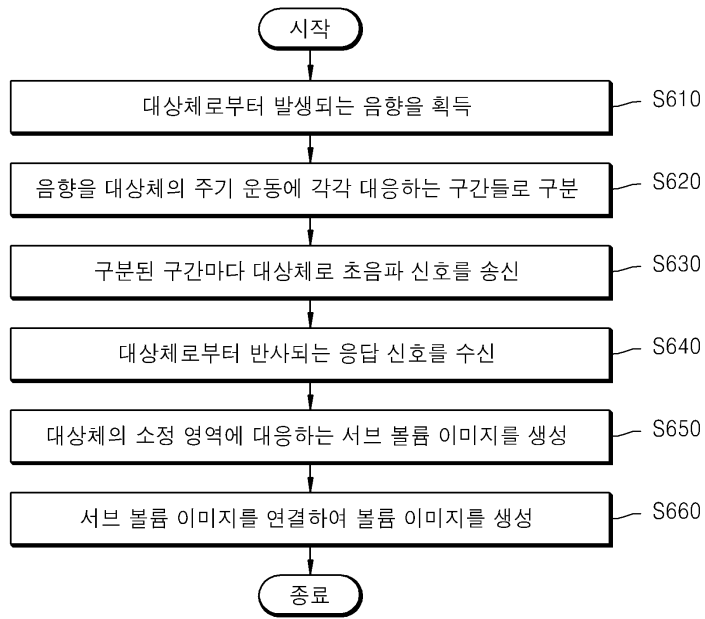 시작
대상체로부터 발생되는 음향을 획득 S610
음향을 대상체의 주기 운동에 각각 대응하는 구간들로 구분 S620
구분된 구간마다 대상체로 초음파 신호를 송신 S630
대상체로부터 반사되는 응답 신호를 수신 S640
대상체의 소정 영역에 대응하는 서브 볼륨 이미지를 생성 S650
서브 볼륨 이미지를 연결하여 볼륨 이미지를 생성 S660
종료